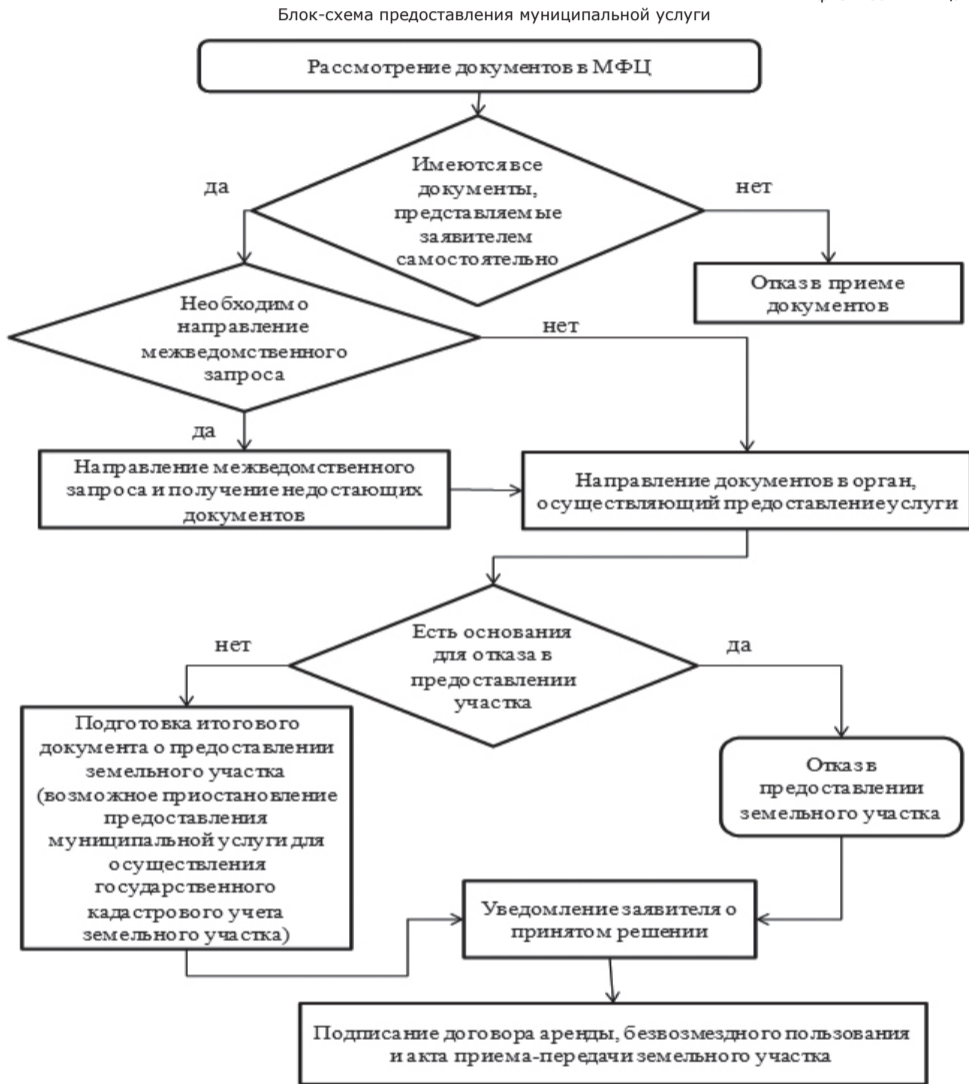 Блок-схема предоставления муниципальной услуги
Рассмотрение документов в МФЦ
Имеются все
документы,
представляемые
заявителем
самостоятельно
да
нет
Отказ в приеме
документов
Необходимо
направление
межведомственного
запроса
нет
да
Направление межведомственного
запроса и получение недостающих
документов
Направление документов в орган,
осуществляющий предоставление услуги
Есть основания
для отказа в
предоставлении
участка
нет
да
Подготовка итогового
документа о предоставлении
земельного участка
(возможное приостановление
предоставления
муниципальной услуги для
осуществления
государственного
кадастрового учета
земельного участка)
Отказ в
предоставлении
земельного участка
Уведомление заявителя о
принятом решении
Подписание договора аренды, безвозмездного пользования
и акта приема-передачи земельного участка